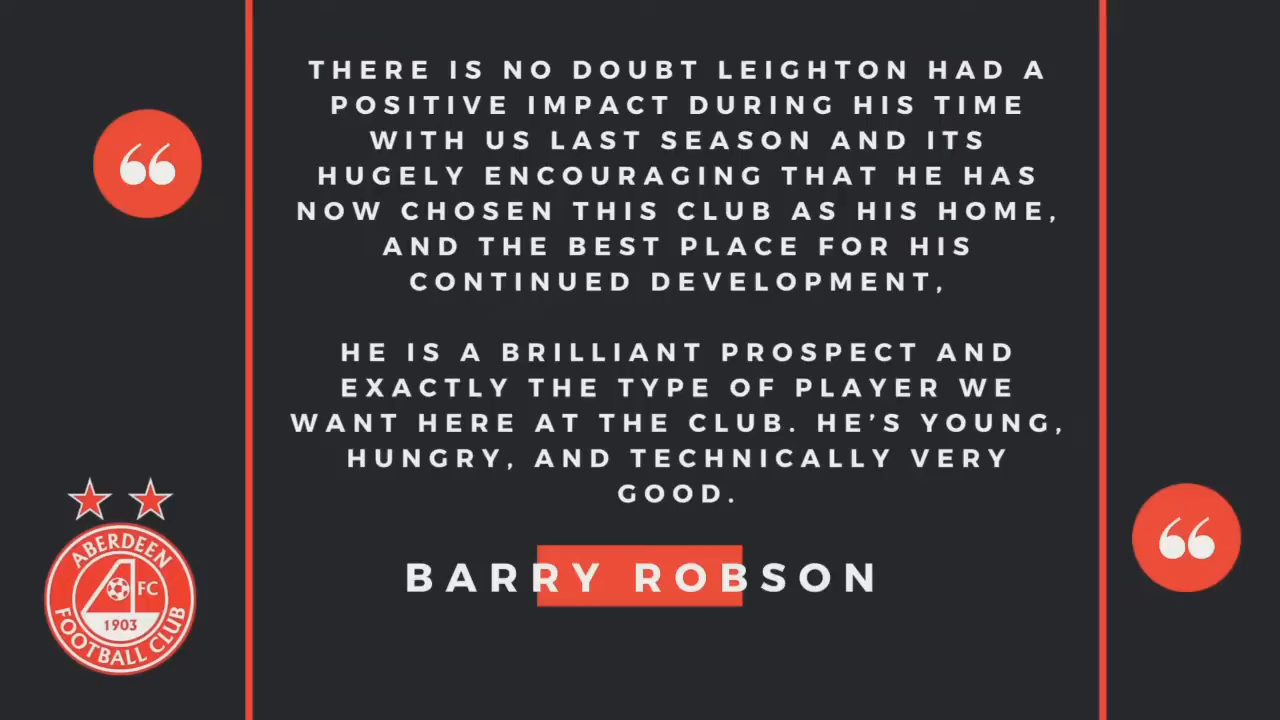 THERE IS NO DOUBT LEIGHTON HAD A
POSITIVE IMPACT DURING HIS TIME
WITH US LAST SEASON AND ITS
HUGELY ENCOURAGING THAT HE HAS
NOW CHOSEN THIS CLUB AS HIS HOME,
AND THE BEST PLACE FOR HIS
CONTINUED DEVELOPMENT,
HE IS A BRILLIANT PROSPECT AND
EXACTLY THE TYPE OF PLAYER WE
WANT HERE AT THE CLUB. HE’S YOUNG,
HUNGRY, AND TECHNICALLY VERY
GOOD.
BARRY ROBSON
ABERDEEN
FC
1903
FOOTBALL CLUB